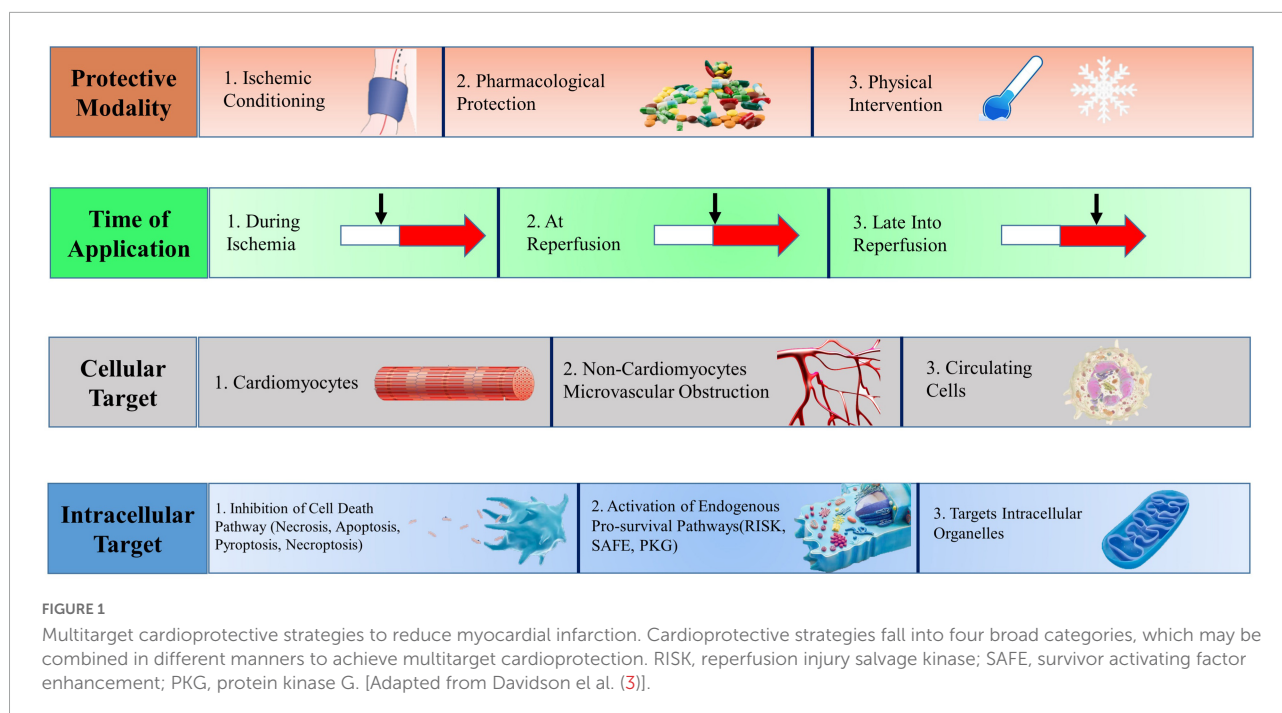 Protective
Modality
1. Ischemic
Conditioning
2. Pharmacological
Protection
3. Physical
Intervention
Time of
Application
1. During
Ischemia
2. At
Reperfusion
3. Late Into
Reperfusion
Cellular
Target
1. Cardiomyocytes
2. Non-Cardiomyocytes
Microvascular Obstruction
3. Circulating
Cells
Intracellular
Target
1. Inhibition of Cell Death
Pathway (Necrosis, Apoptosis,
Pyroptosis, Necroptosis)
2. Activation of Endogenous
Pro-survival Pathways(RISK,
SAFE, PKG)
3. Targets Intracellular
Organelles
FIGURE 1
Multitarget cardioprotective strategies to reduce myocardial infarction. Cardioprotective strategies fall into four broad categories, which may be
combined in different manners to achieve multitarget cardioprotection. RISK, reperfusion injury salvage kinase; SAFE, survivor activating factor
enhancement; PKG, protein kinase G. [Adapted from Davidson el al. (3)].